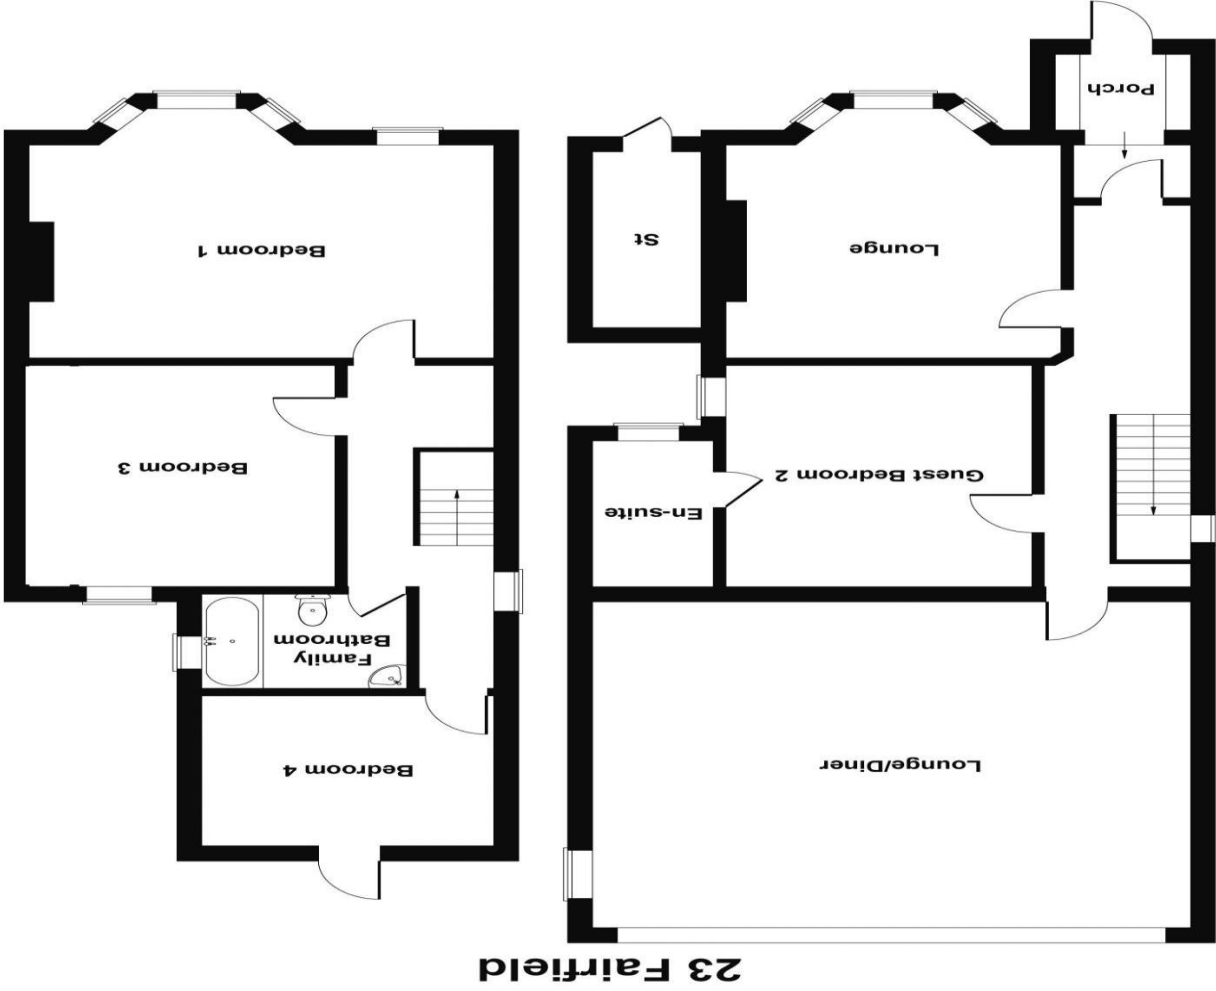 23 Fairfield
Lounge/Diner
Bedroom 4
Family
Bathroom
En-suite
Guest Bedroom 2
Bedroom 3
Lounge
St
Bedroom 1
Porch